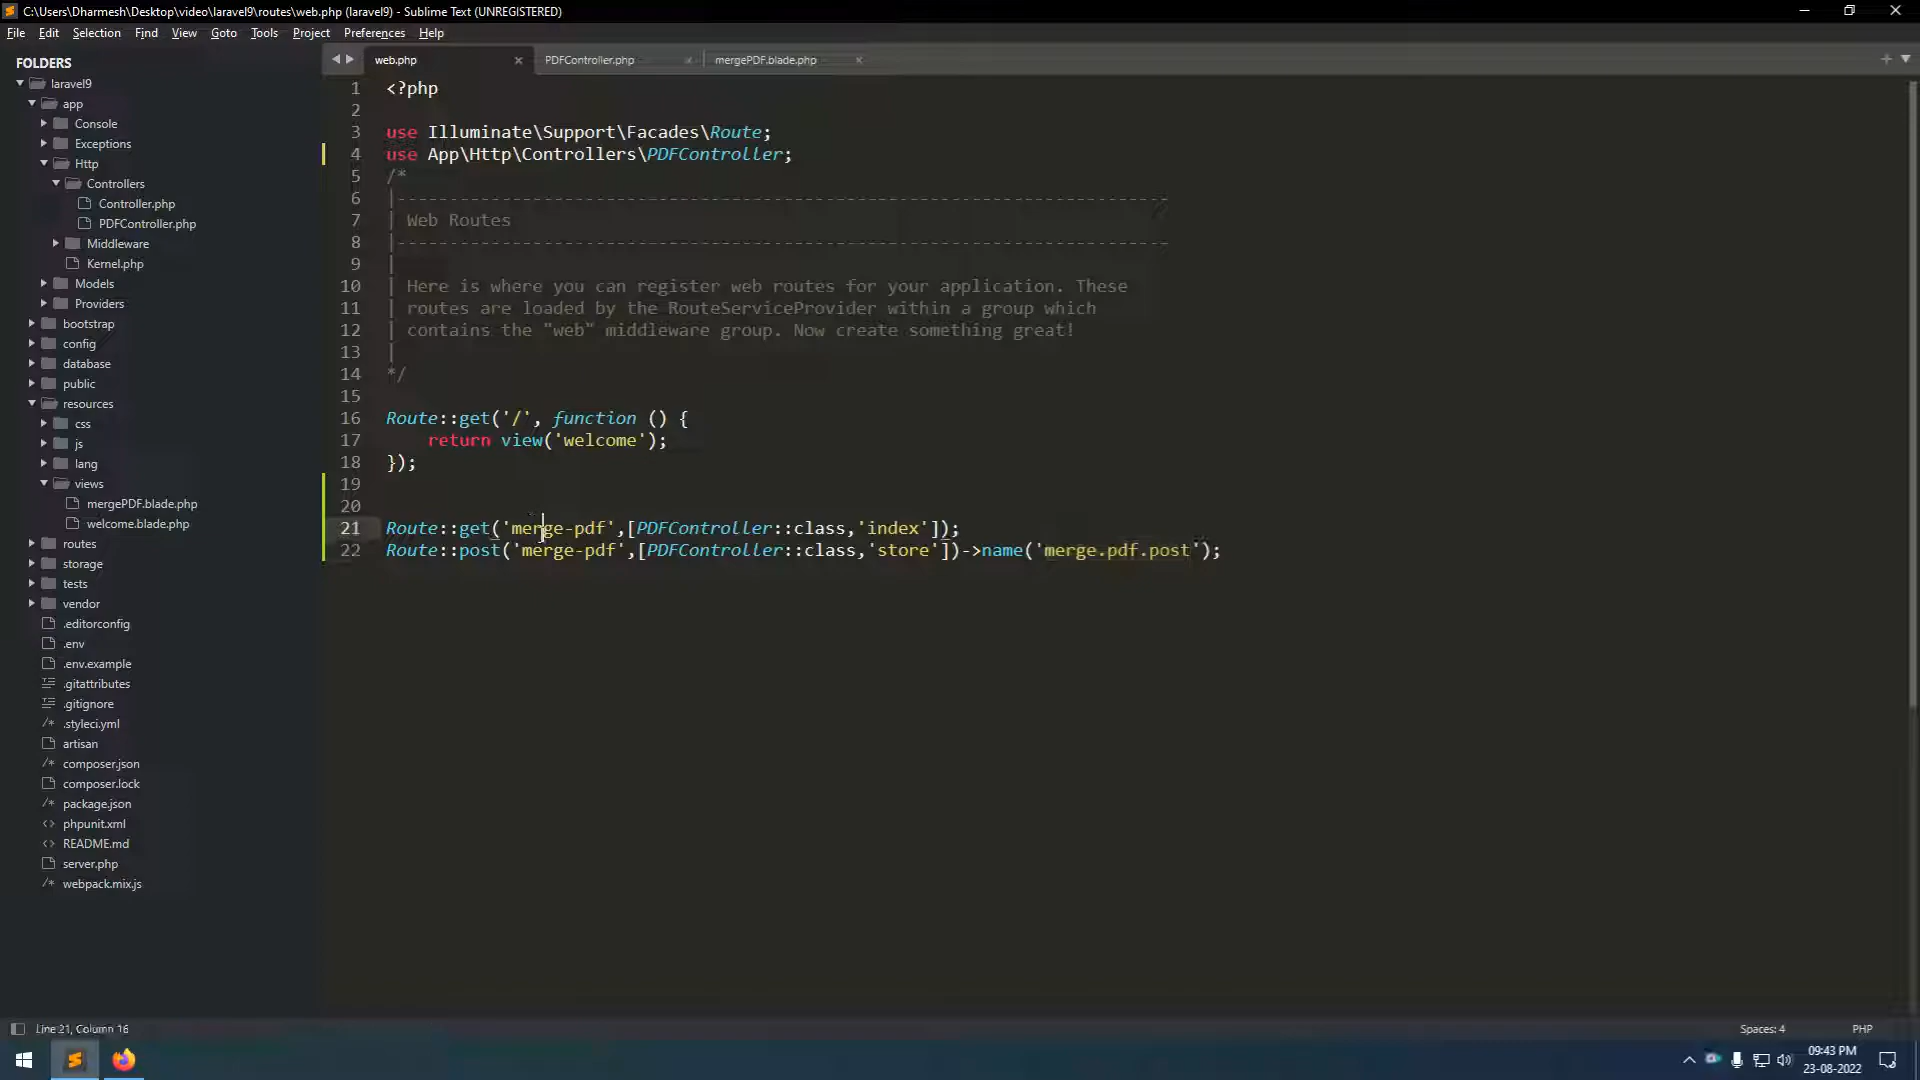 C:\Users\Dharmesh\Desktop\video\laravel9\routes\web.php (laravel9) - Sublime Text (UNREGISTERED)
File Edit Selection Find View Goto Tools Project Preferences Help
FOLDERS
laravel9
app
Console
Exceptions
Http
Controllers
Controller.php
PDFController.php
Middleware
Kernel.php
Models
Providers
bootstrap
config
database
public
resources
css
js
lang
views
mergePDF.blade.php
welcome.blade.php
routes
storage
tests
vendor
.editorconfig
.env
.env.example
.gitattributes
.gitignore
/* .styleci.yml
artisan
/* composer.json
composer.lock
/* package.json
<> phpunit.xml
<> README.md
server.php
/* webpack.mix.js
web.php PDFController.php mergePDF.blade.php
1 <?php
2
3 use Illuminate\Support\Facades\Route;
4 use App\Http\Controllers\PDFController;
5 /*
6 |--------------------------------------------------------------------------
7 | Web Routes
8 |--------------------------------------------------------------------------
9 |
10 | Here is where you can register web routes for your application. These
11 | routes are loaded by the RouteServiceProvider within a group which
12 | contains the "web" middleware group. Now create something great!
13 |
14 */
15
16 Route::get('/', function () {
17     return view('welcome');
18 });
19
20
21 Route::get('merge-pdf',[PDFController::class,'index']);
22 Route::post('merge-pdf',[PDFController::class,'store'])->name('merge.pdf.post');
Line 21, Column 16 Spaces: 4 PHP
09:43 PM
23-08-2022